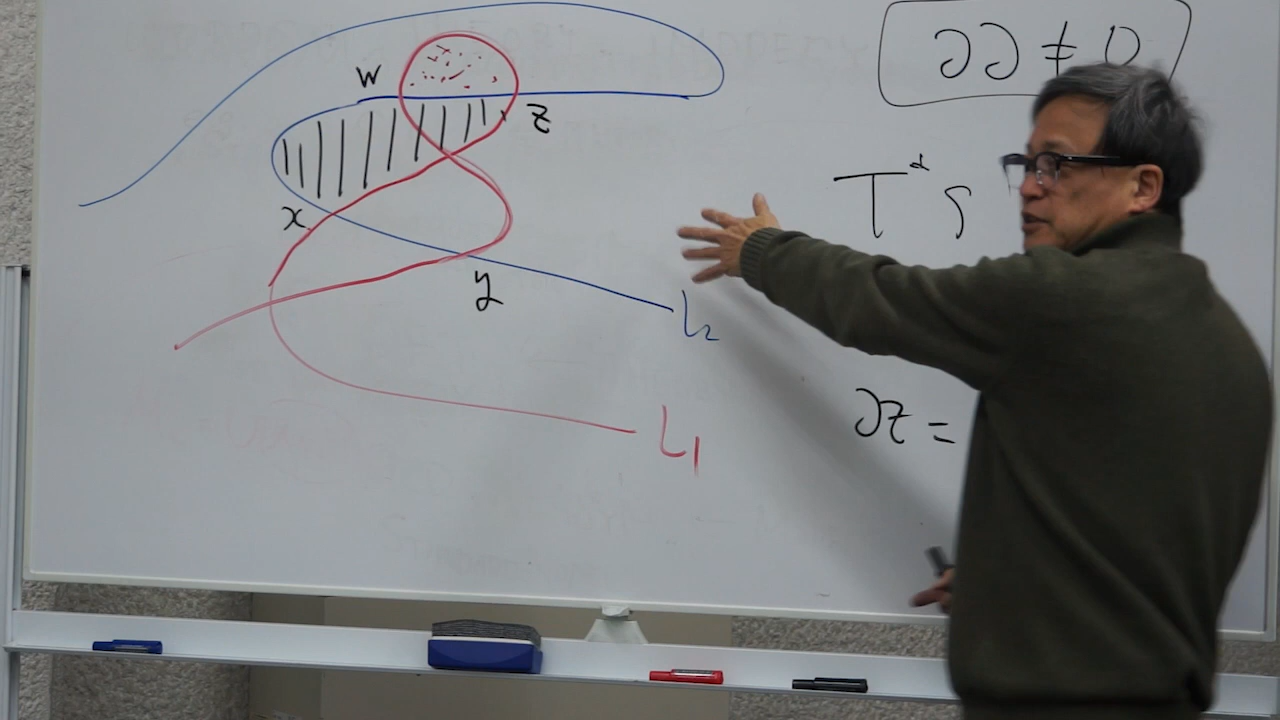 ∂∂ ≠ 0
w
z
T^α S
x
y
L₂
∂z =
L₁